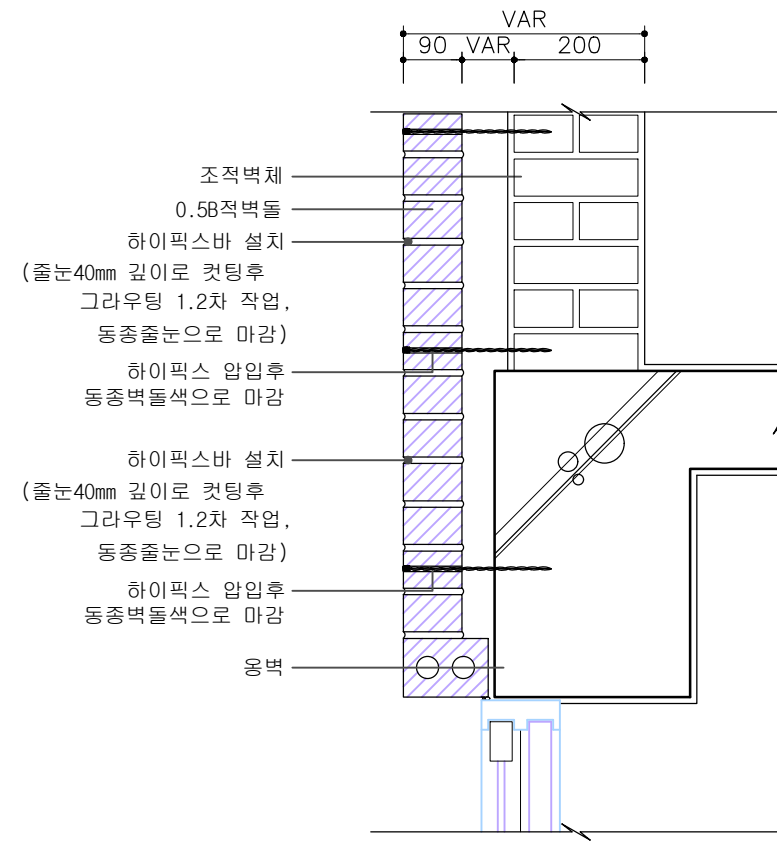 VAR
90 VAR 200
조적벽체
0.5B적벽돌
하이픽스바 설치
(줄눈40mm 깊이로 컷팅후
그라우팅 1.2차 작업,
동종줄눈으로 마감)
하이픽스 압입후
동종벽돌색으로 마감
하이픽스바 설치
(줄눈40mm 깊이로 컷팅후
그라우팅 1.2차 작업,
동종줄눈으로 마감)
하이픽스 압입후
동종벽돌색으로 마감
옹벽